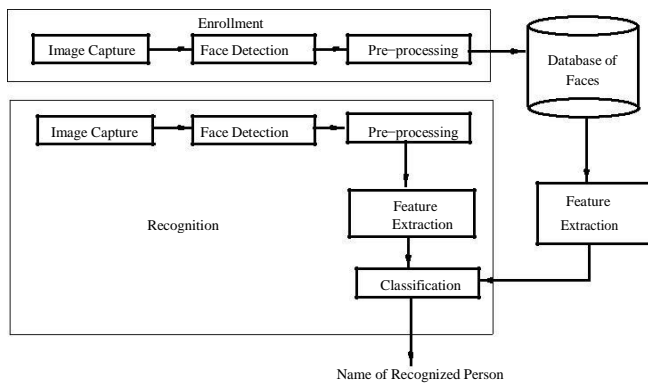 Enrollment
Image Capture
Face Detection
Pre-processing
Database of
Faces
Image Capture
Face Detection
Pre-processing
Feature
Extraction
Recognition
Feature
Extraction
Classification
Name of Recognized Person